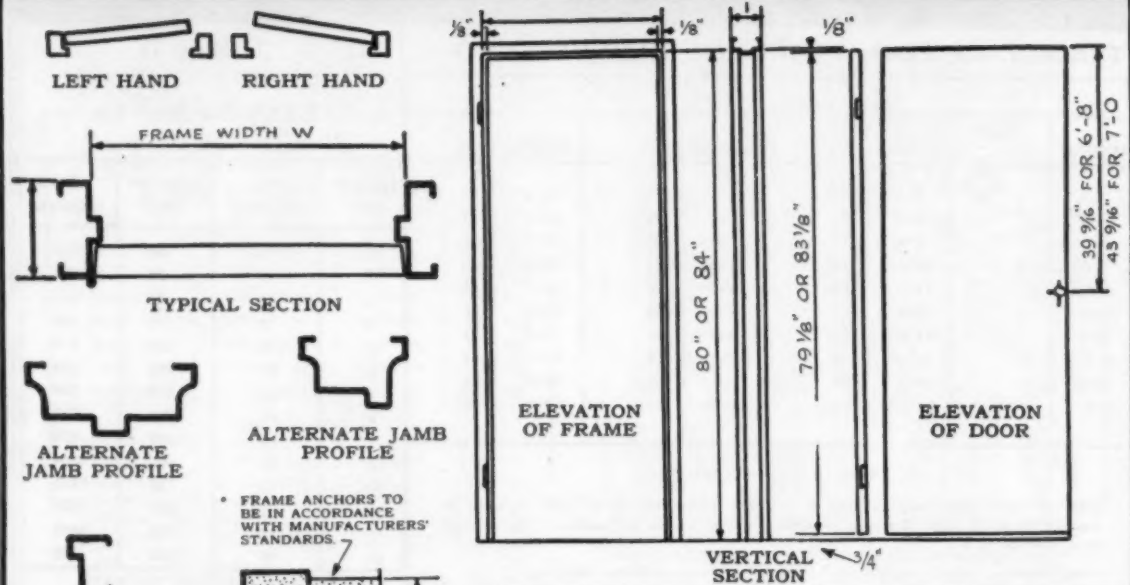 LEFT HAND
RIGHT HAND
FRAME WIDTH W
TYPICAL SECTION
ALTERNATE
JAMB PROFILE
ALTERNATE JAMB
PROFILE
° FRAME ANCHORS TO
BE IN ACCORDANCE
WITH MANUFACTURERS'
STANDARDS.
1/8"
1/8"
80" OR 84"
ELEVATION
OF FRAME
1
1/8"
79 1/8" OR 83 1/8"
VERTICAL
SECTION
3/4"
39 9/16" FOR 6'-8"
43 9/16" FOR 7'-0
ELEVATION
OF DOOR